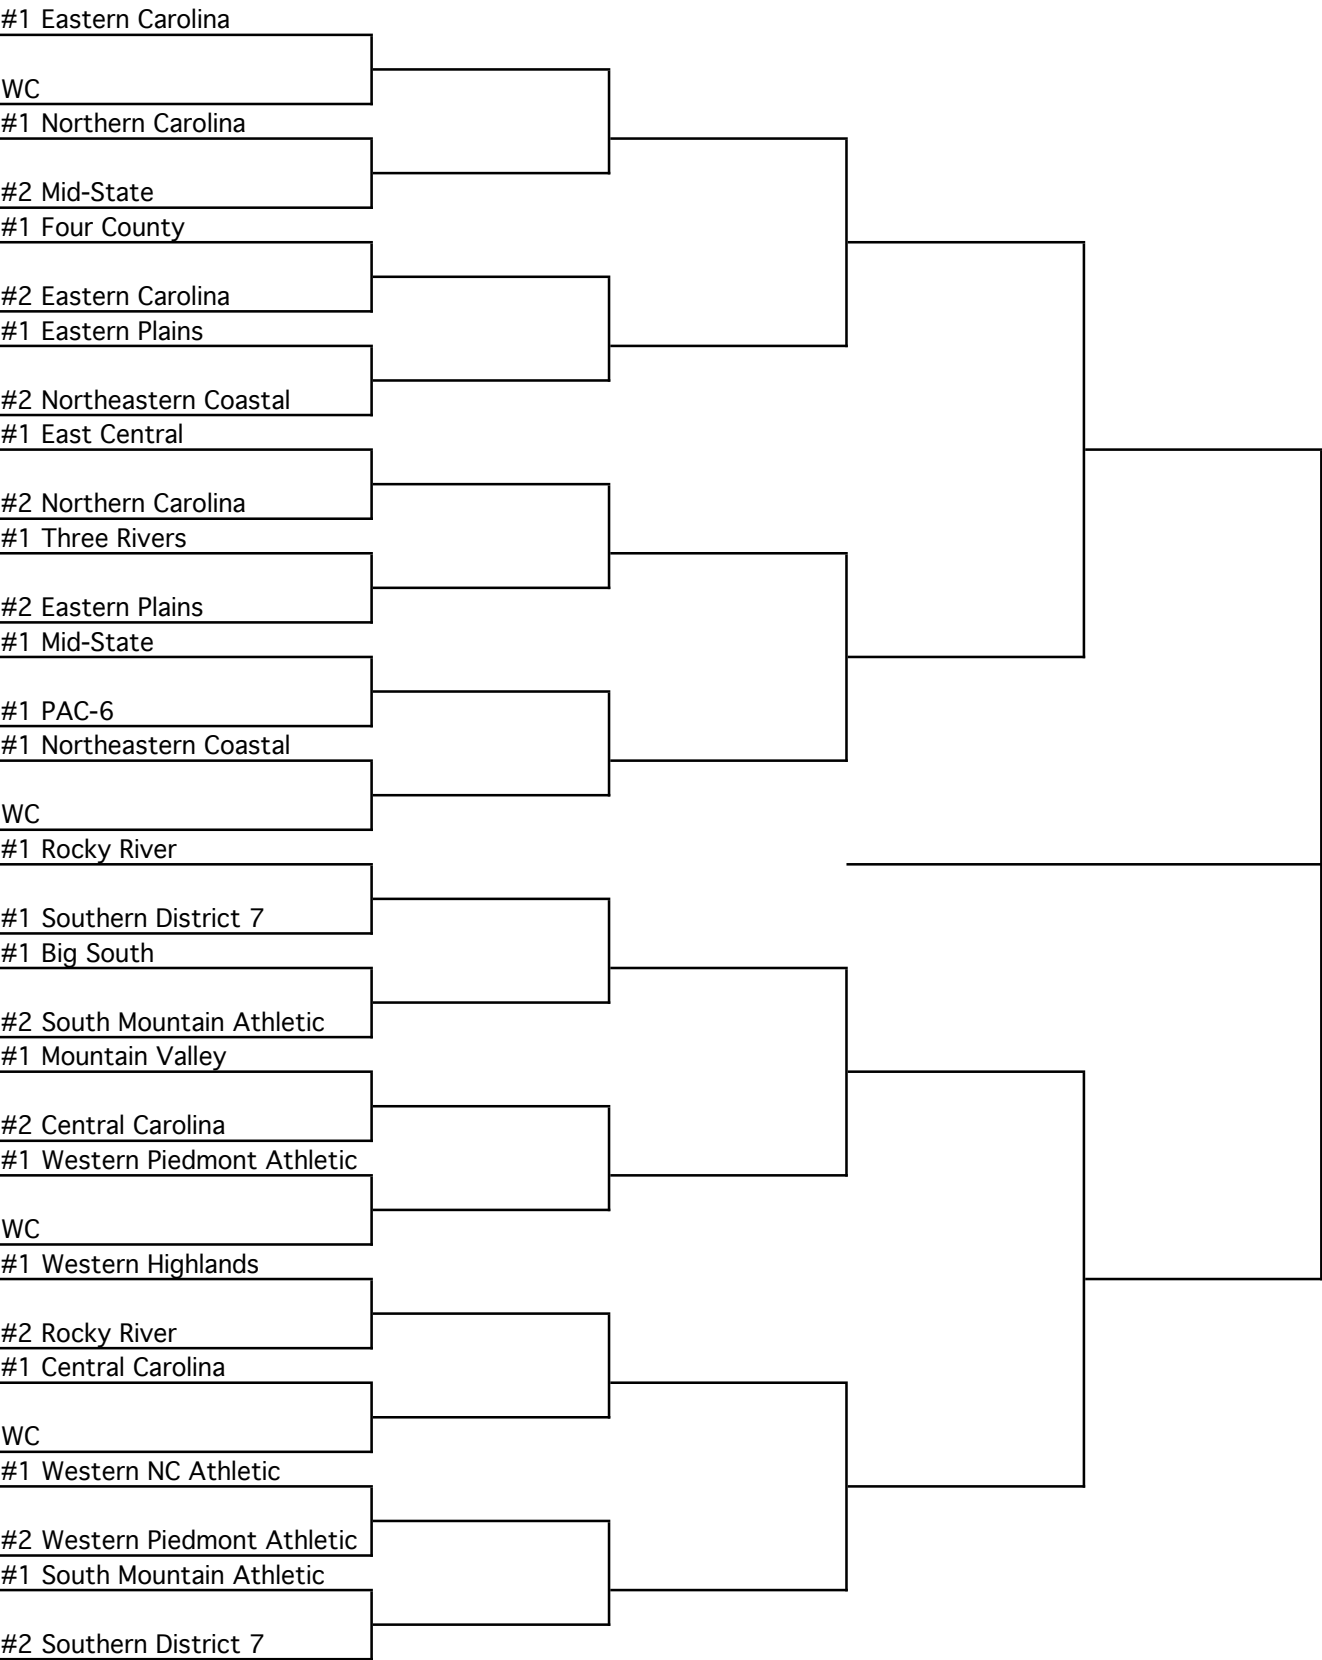 #1 Eastern Carolina
WC
#1 Northern Carolina
#2 Mid-State
#1 Four County
#2 Eastern Carolina
#1 Eastern Plains
#2 Northeastern Coastal
#1 East Central
#2 Northern Carolina
#1 Three Rivers
#2 Eastern Plains
#1 Mid-State
#1 PAC-6
#1 Northeastern Coastal
WC
#1 Rocky River
#1 Southern District 7
#1 Big South
#2 South Mountain Athletic
#1 Mountain Valley
#2 Central Carolina
#1 Western Piedmont Athletic
WC
#1 Western Highlands
#2 Rocky River
#1 Central Carolina
WC
#1 Western NC Athletic
#2 Western Piedmont Athletic
#1 South Mountain Athletic
#2 Southern District 7